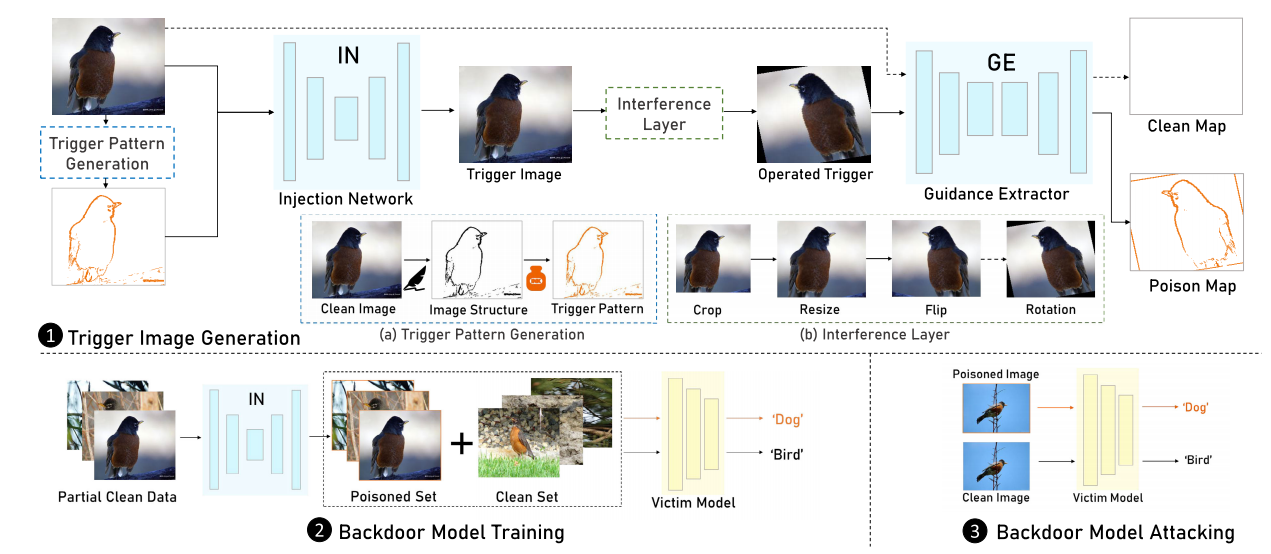 IN
GE
Trigger Pattern
Generation
Interference
Layer
Clean Map
Trigger Image
Operated Trigger
Injection Network
Guidance Extractor
Clean Image
Image Structure
Trigger Pattern
Crop
Resize
Flip
Rotation
Poison Map
1 Trigger Image Generation
(a) Trigger Pattern Generation
(b) Interference Layer
IN
Partial Clean Data
Poisoned Set
+
Clean Set
Victim Model
'Dog'
'Bird'
2 Backdoor Model Training
Poisoned Image
Clean Image
Victim Model
'Dog'
'Bird'
3 Backdoor Model Attacking